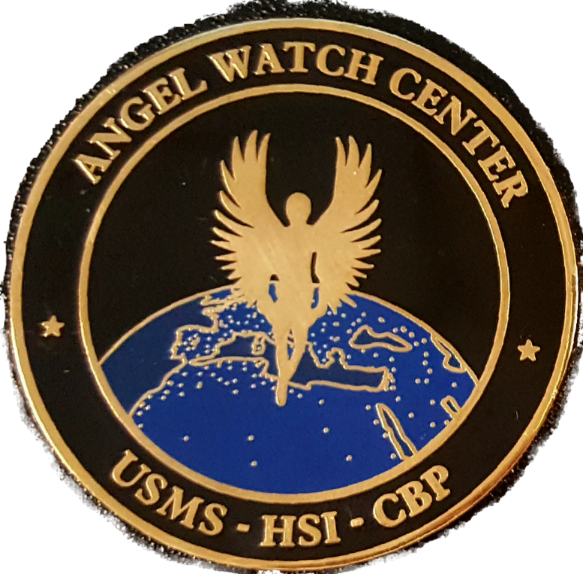 ANGEL WATCH CENTER
USMS - HSI - CBP